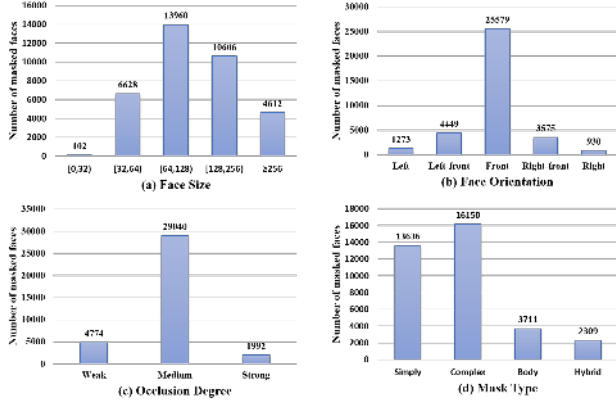 Number of masked faces
16000
14000
12000
10000
8000
6000
4000
2000
0
102
6628
13960
10606
4612
[0,32)
[32,64)
[64,128)
[128,256)
≥256
(a) Face Size
Number of masked faces
30000
25000
20000
15000
10000
5000
0
1273
4449
25579
3575
930
Left
Left front
Front
Right front
Right
(b) Face Orientation
Number of masked faces
35000
30000
25000
20000
15000
10000
5000
0
4774
29040
1992
Weak
Medium
Strong
(c) Occlusion Degree
Number of masked faces
18000
16000
14000
12000
10000
8000
6000
4000
2000
0
13636
16150
3711
2309
Simply
Complex
Body
Hybrid
(d) Mask Type